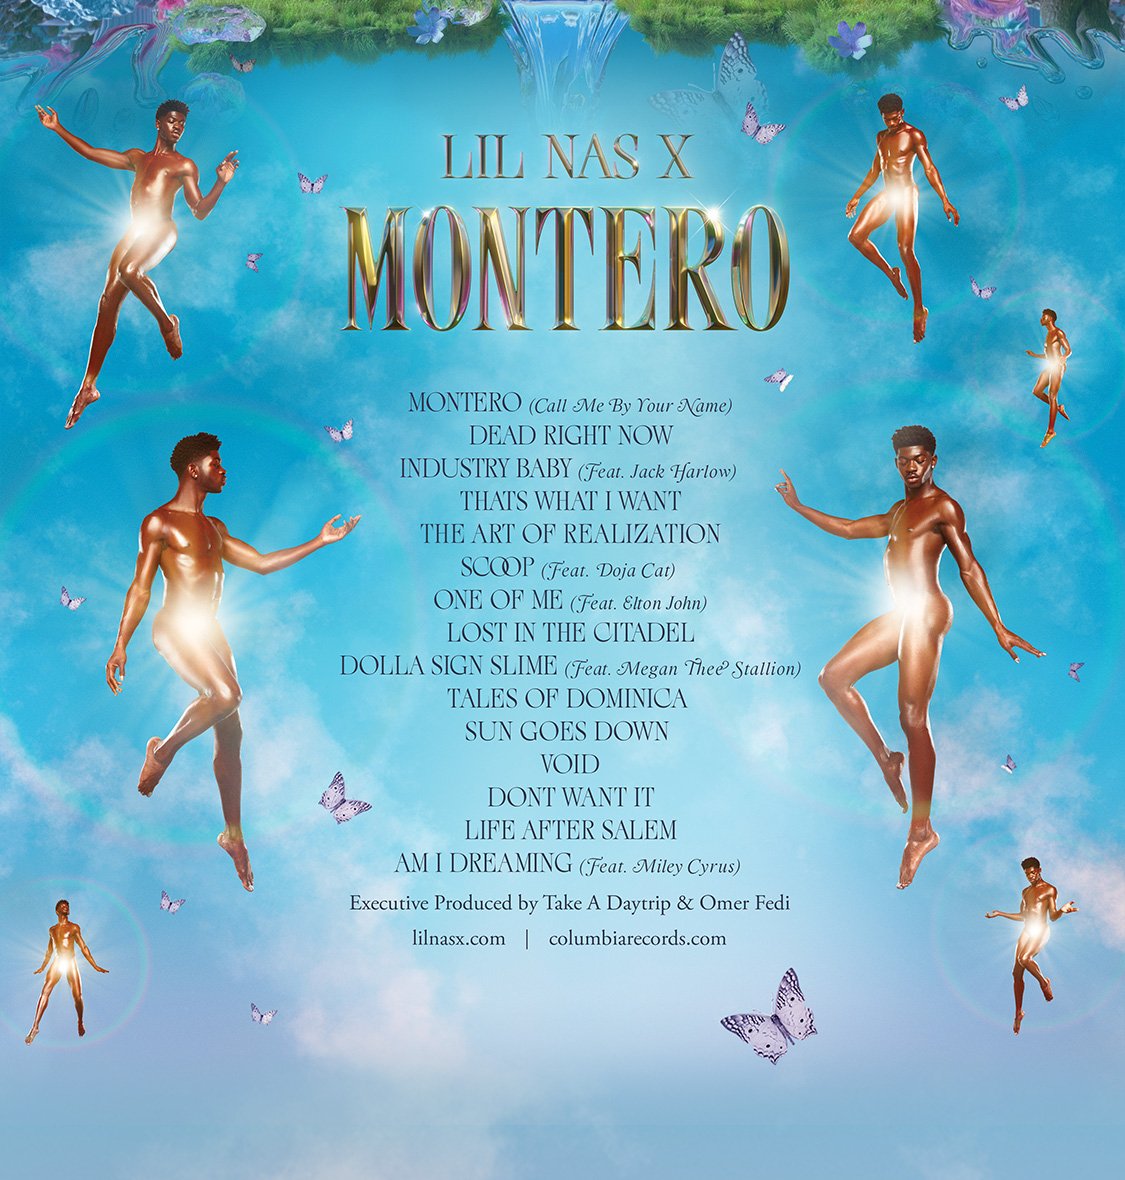 LIL NAS X
MONTERO
MONTERO (Call Me By Your Name)
DEAD RIGHT NOW
INDUSTRY BABY (Feat. Jack Harlow)
THATS WHAT I WANT
THE ART OF REALIZATION
SCOOP (Feat. Doja Cat)
ONE OF ME (Feat. Elton John)
LOST IN THE CITADEL
DOLLA SIGN SLIME (Feat. Megan Thee Stallion)
TALES OF DOMINICA
SUN GOES DOWN
VOID
DONT WANT IT
LIFE AFTER SALEM
AM I DREAMING (Feat. Miley Cyrus)
Executive Produced by Take A Daytrip & Omer Fedi
lilnasx.com | columbiarecords.com